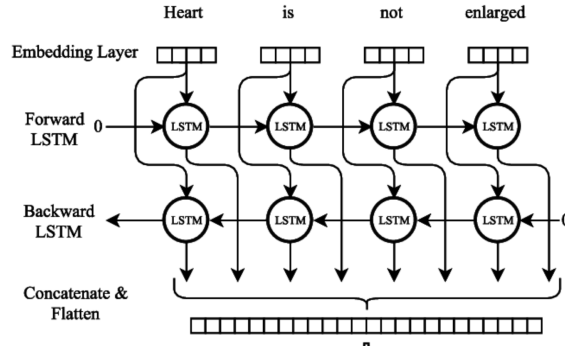 Heart is not enlarged
Embedding Layer
Forward
LSTM
0
LSTM LSTM LSTM LSTM
Backward
LSTM
LSTM LSTM LSTM LSTM
0
Concatenate &
Flatten